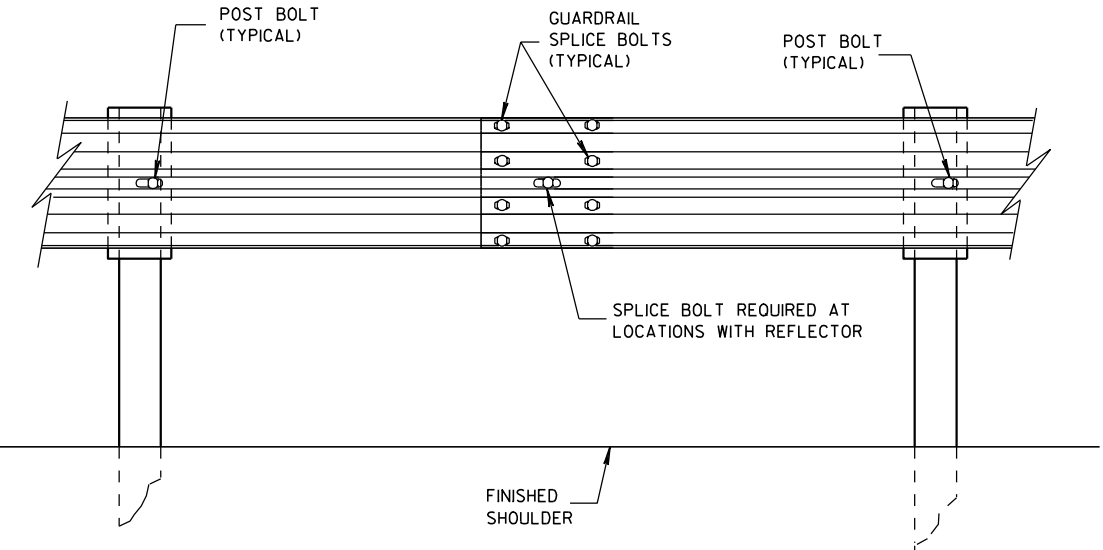 POST BOLT
(TYPICAL)
GUARDRAIL
SPLICE BOLTS
(TYPICAL)
POST BOLT
(TYPICAL)
SPLICE BOLT REQUIRED AT
LOCATIONS WITH REFLECTOR
FINISHED
SHOULDER